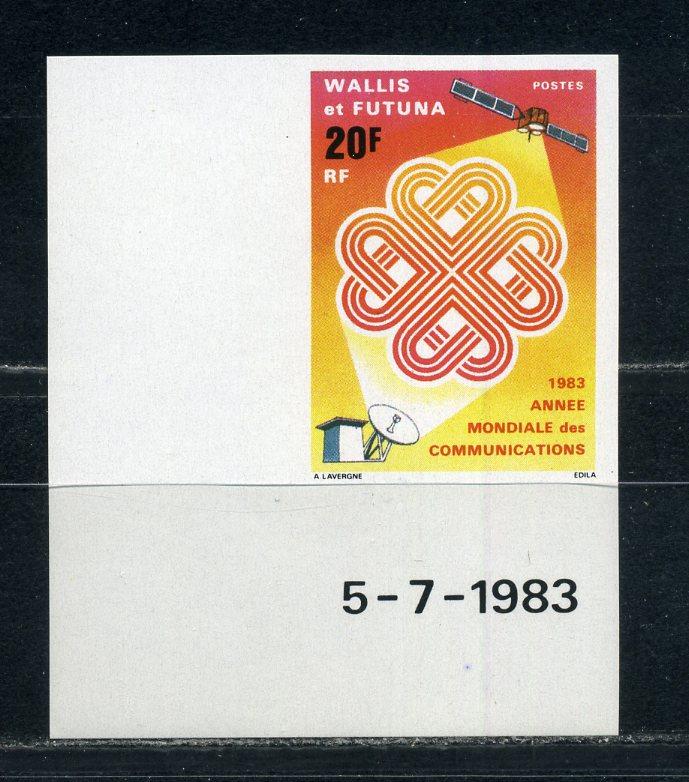 WALLIS
et FUTUNA
POSTES
20F
RF
1983
ANNEE
MONDIALE des
COMMUNICATIONS
A LAVERGNE
EDILA
5-7-1983